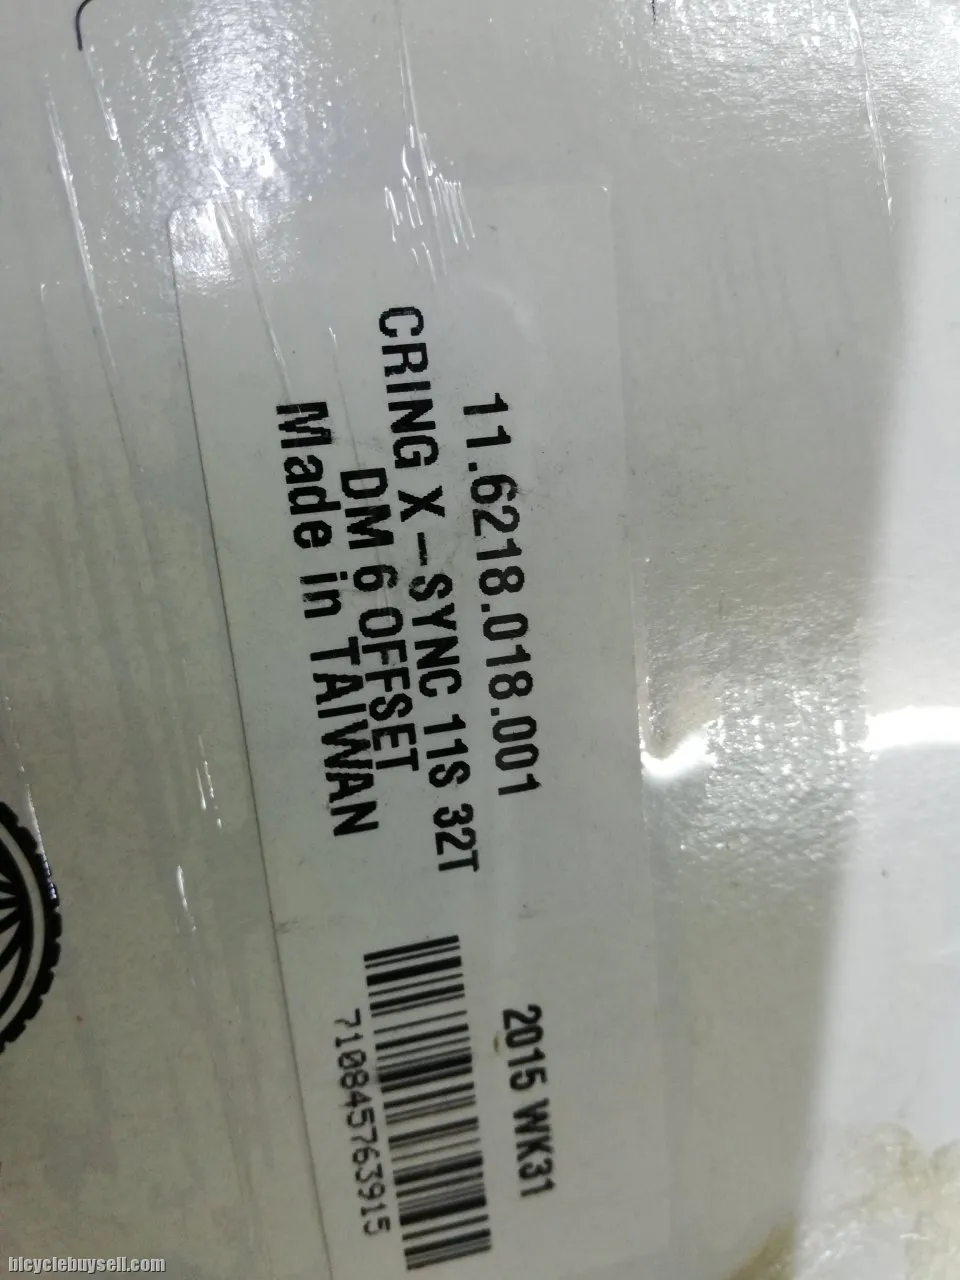 11.6218.018.001
CRING X-SYNC 11S 32T
DM 6 OFFSET
Made in TAIWAN
2015 WK31
710845763915
bicyclebuysell.com